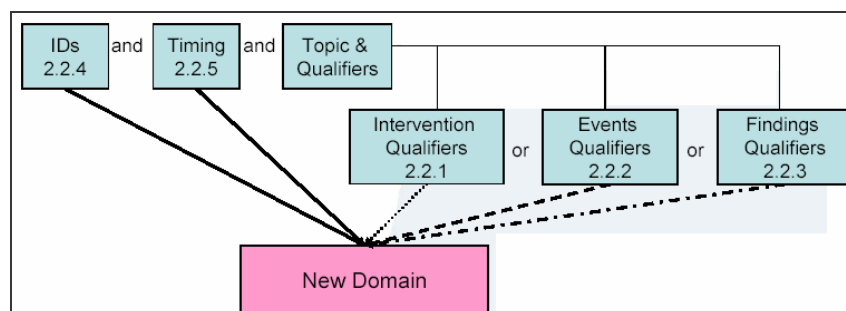 IDs
2.2.4
and
Timing
2.2.5
and
Topic &
Qualifiers
Intervention
Qualifiers
2.2.1
or
Events
Qualifiers
2.2.2
or
Findings
Qualifiers
2.2.3
New Domain